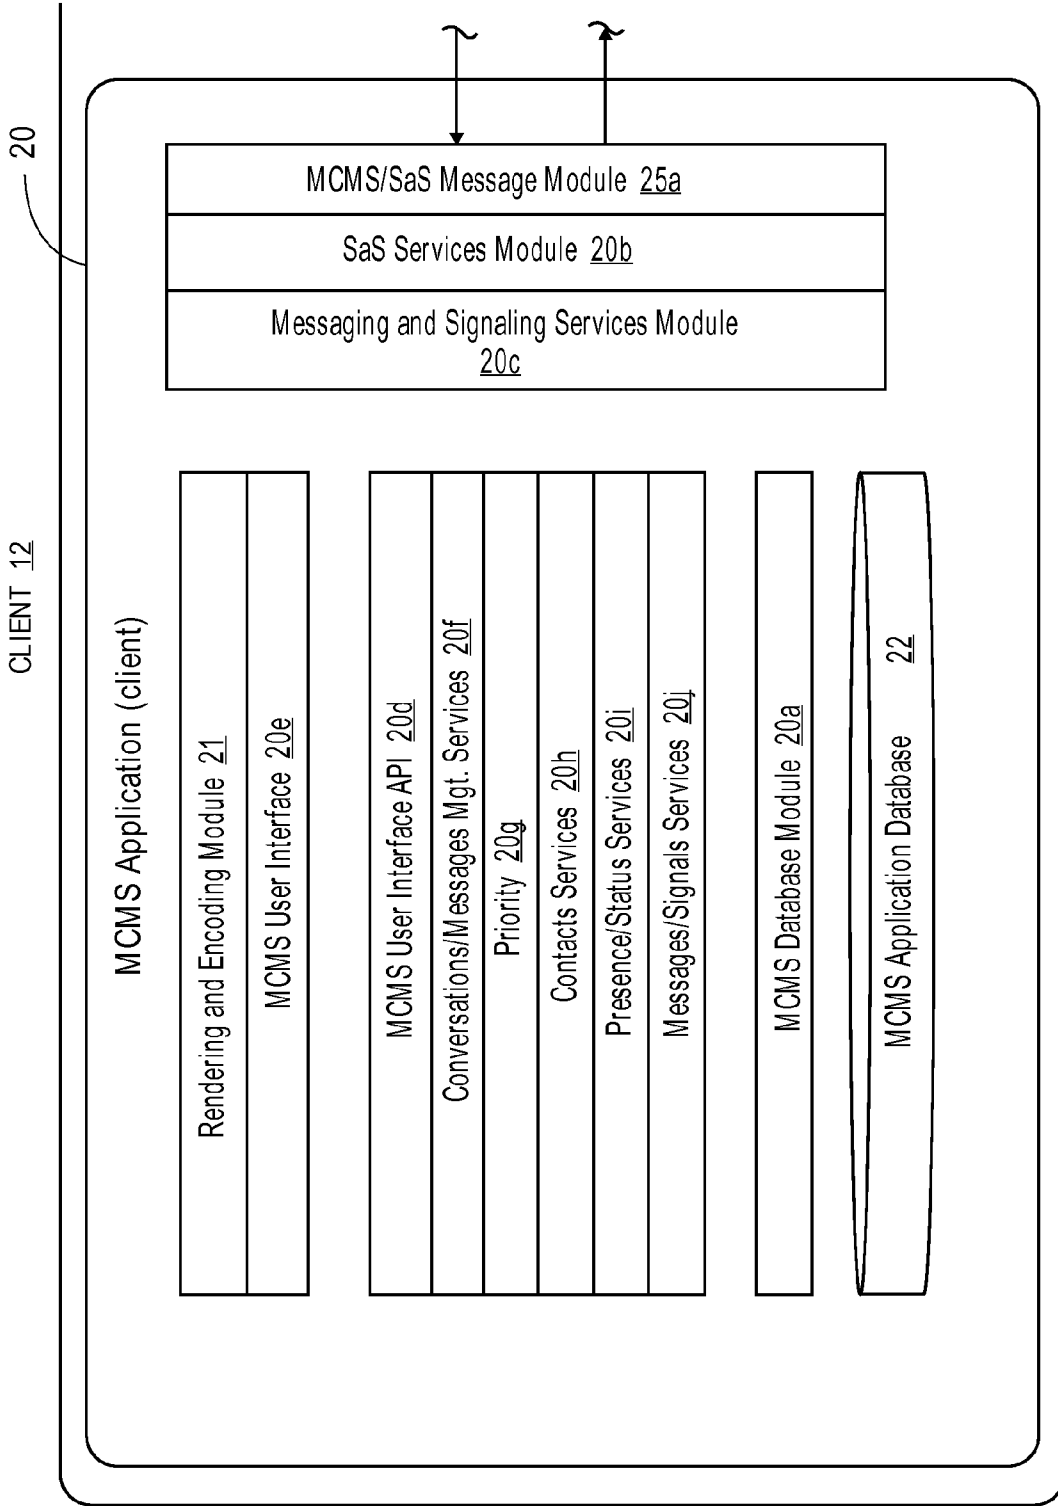 CLIENT 12
20
MCMS Application (client)
Rendering and Encoding Module 21
MCMS User Interface 20e
MCMS User Interface API 20d
Conversations/Messages Mgt. Services 20f
Priority 20g
Contacts Services 20h
Presence/Status Services 20i
Messages/Signals Services 20j
MCMS Database Module 20a
MCMS Application Database 22
MCMS/SaS Message Module 25a
SaS Services Module 20b
Messaging and Signaling Services Module
20c